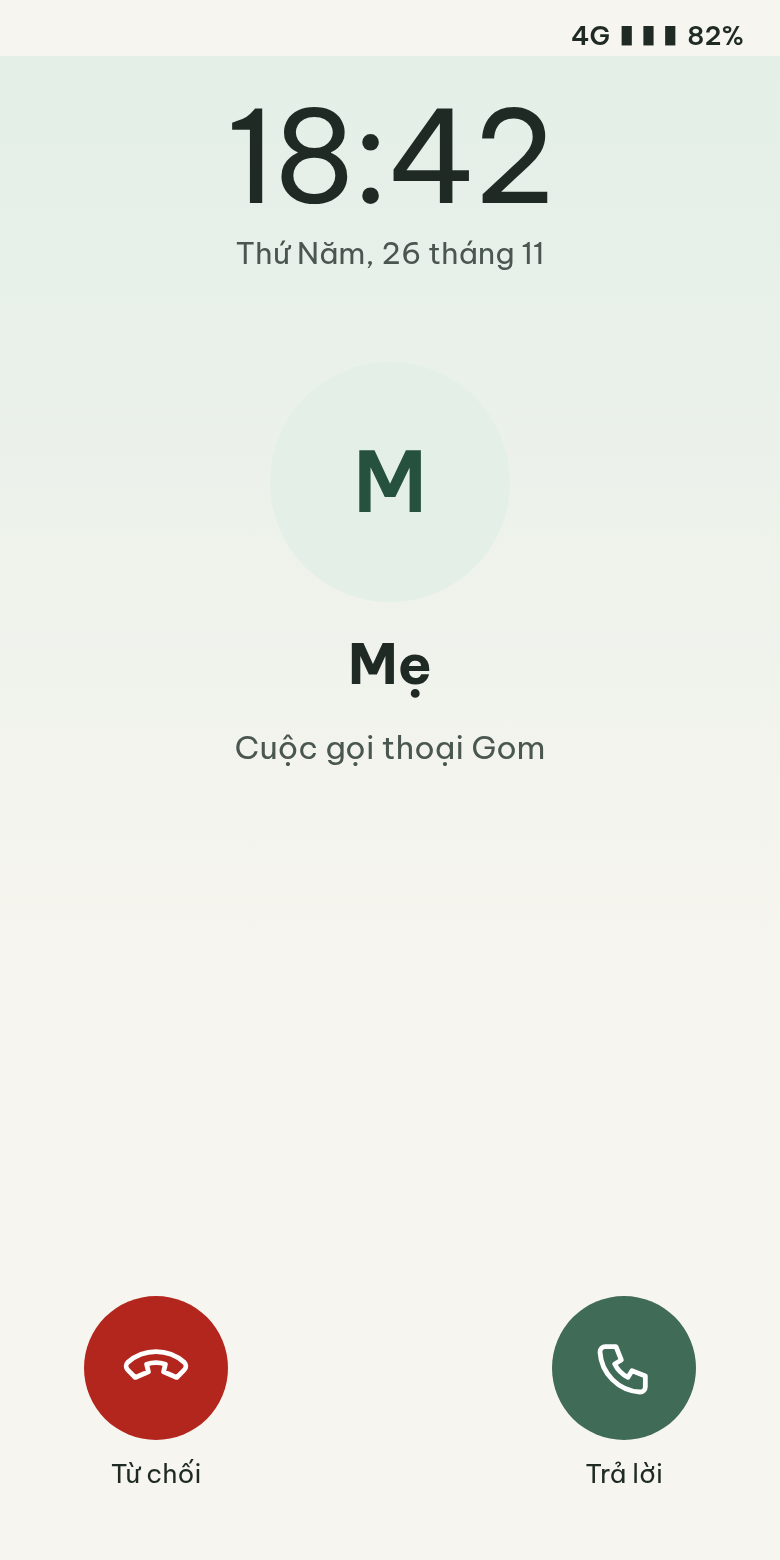 4G 82%
18:42
Thứ Năm, 26 tháng 11
M
Mẹ
Cuộc gọi thoại Gom
Từ chối
Trả lời